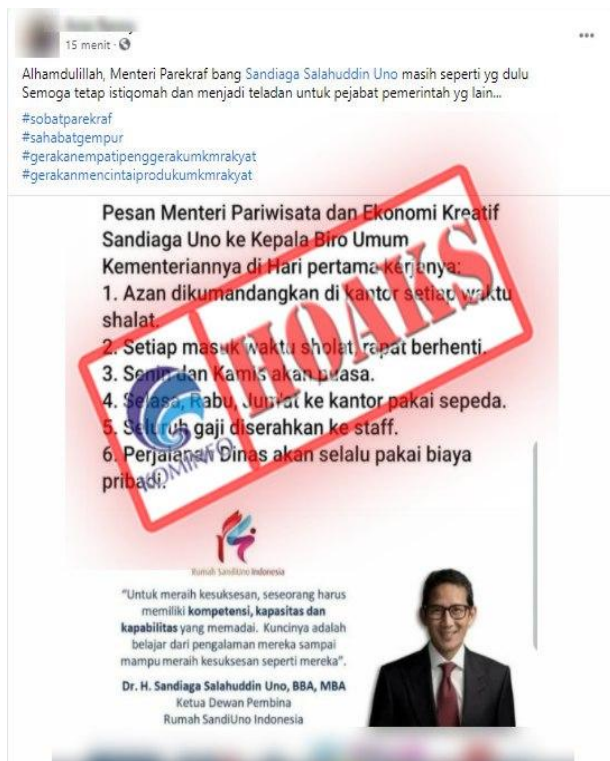 15 menit ·
Alhamdulillah, Menteri Parekraf bang Sandiaga Salahuddin Uno masih seperti yg dulu
Semoga tetap istiqomah dan menjadi teladan untuk pejabat pemerintah yg lain...
#sobatparekraf
#sahabatgempur
#gerakanempatipenggerakumkmrakyat
#gerakanmencintaiprodukumkmrakyat
Pesan Menteri Pariwisata dan Ekonomi Kreatif
Sandiaga Uno ke Kepala Biro Umum
Kementeriannya di Hari pertama kerjanya:
1. Azan dikumandangkan di kantor setiap waktu
shalat.
2. Setiap masuk waktu sholat, rapat berhenti.
3. Senin dan Kamis akan puasa.
4. Selasa, Rabu, Jumat ke kantor pakai sepeda.
5. Seluruh gaji diserahkan ke staff.
6. Perjalanan Dinas akan selalu pakai biaya
pribadi.
HOAKS
KOMINFO
Rumah SandiUno Indonesia
"Untuk meraih kesuksesan, seseorang harus
memiliki kompetensi, kapasitas dan
kapabilitas yang memadai. Kuncinya adalah
belajar dari pengalaman mereka sampai
mampu meraih kesuksesan seperti mereka".
Dr. H. Sandiaga Salahuddin Uno, BBA, MBA
Ketua Dewan Pembina
Rumah SandiUno Indonesia